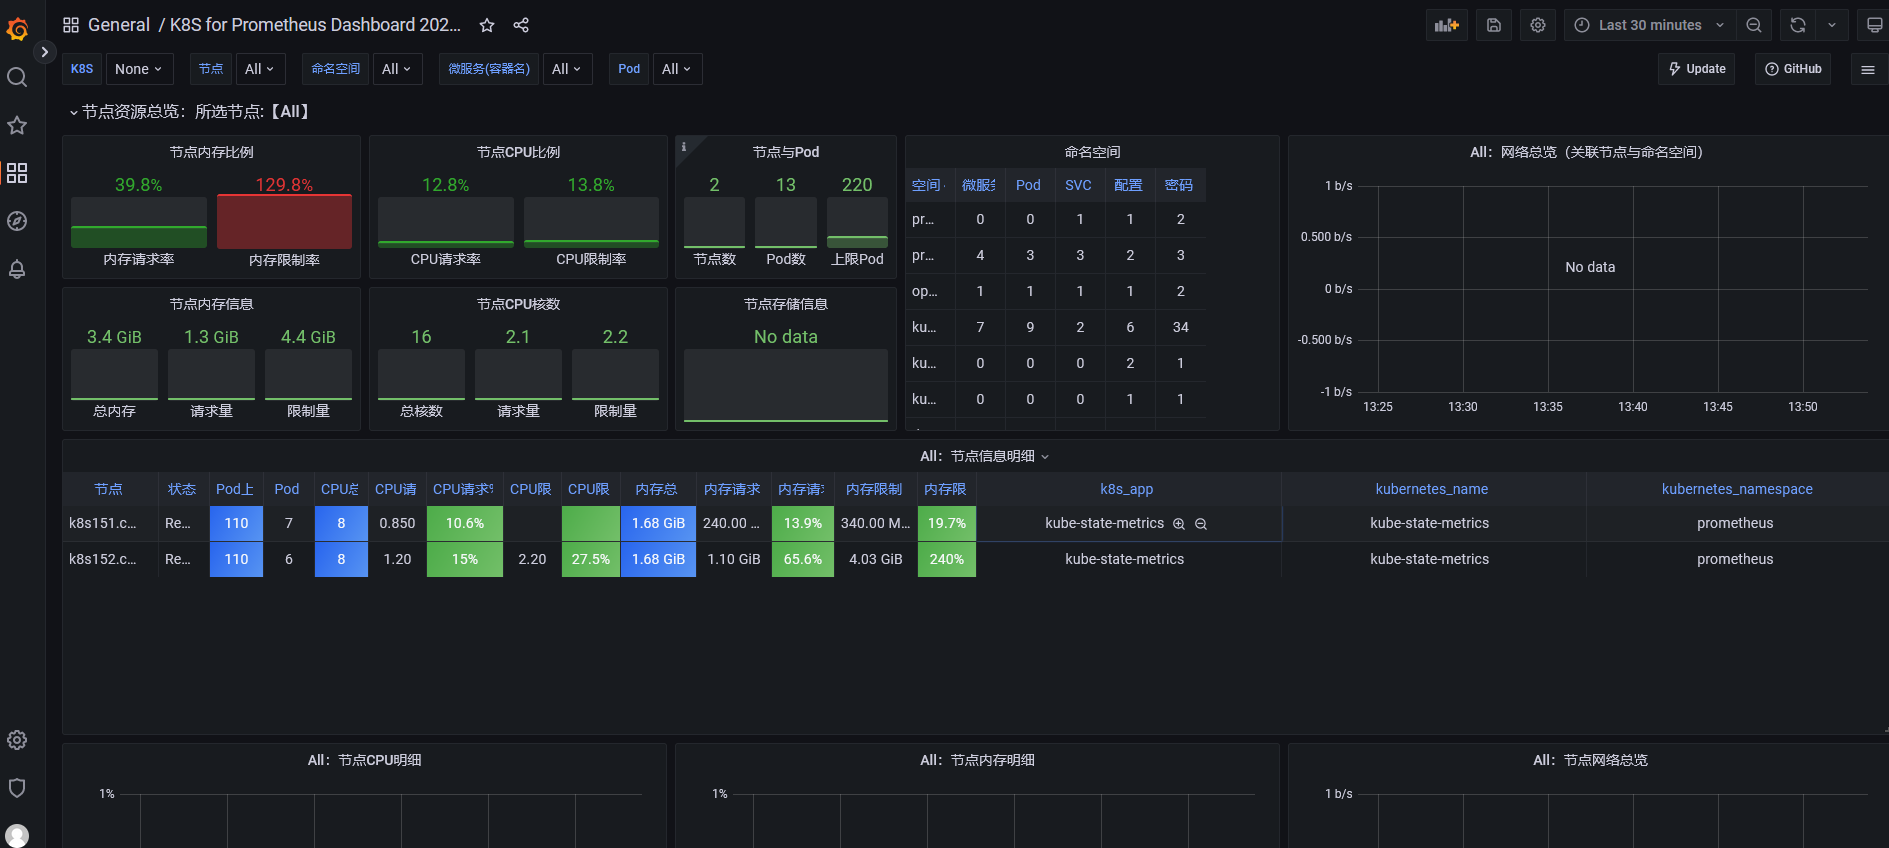 General / K8S for Prometheus Dashboard 202...
Last 30 minutes
K8S None 节点 All 命名空间 All 微服务(容器名) All Pod All Update GitHub
节点资源总览：所选节点:【All】
节点内存比例
39.8% 129.8%
内存请求率 内存限制率
节点CPU比例
12.8% 13.8%
CPU请求率 CPU限制率
节点与Pod
2 13 220
节点数 Pod数 上限Pod
命名空间
空间 微服务 Pod SVC 配置 密码
pr... 0 0 1 1 2
pr... 4 3 3 2 3
op... 1 1 1 1 2
ku... 7 9 2 6 34
ku... 0 0 0 2 1
ku... 0 0 0 1 1
All：网络总览（关联节点与命名空间）
1 b/s
0.500 b/s
No data
0 b/s
-0.500 b/s
-1 b/s
13:25 13:30 13:35 13:40 13:45 13:50
节点内存信息
3.4 GiB 1.3 GiB 4.4 GiB
总内存 请求量 限制量
节点CPU核数
16 2.1 2.2
总核数 请求量 限制量
节点存储信息
No data
All：节点信息明细
节点 状态 Pod上 Pod CPU总 CPU请 CPU请求% CPU限 CPU限 内存总 内存请求 内存请求 内存限制 内存限 k8s_app kubernetes_name kubernetes_namespace
k8s151.c... Re... 110 7 8 0.850 10.6% 1.68 GiB 240.00 ... 13.9% 340.00 M... 19.7% kube-state-metrics kube-state-metrics prometheus
k8s152.c... Re... 110 6 8 1.20 15% 2.20 27.5% 1.68 GiB 1.10 GiB 65.6% 4.03 GiB 240% kube-state-metrics kube-state-metrics prometheus
All：节点CPU明细
1%
All：节点内存明细
1%
All：节点网络总览
1 b/s